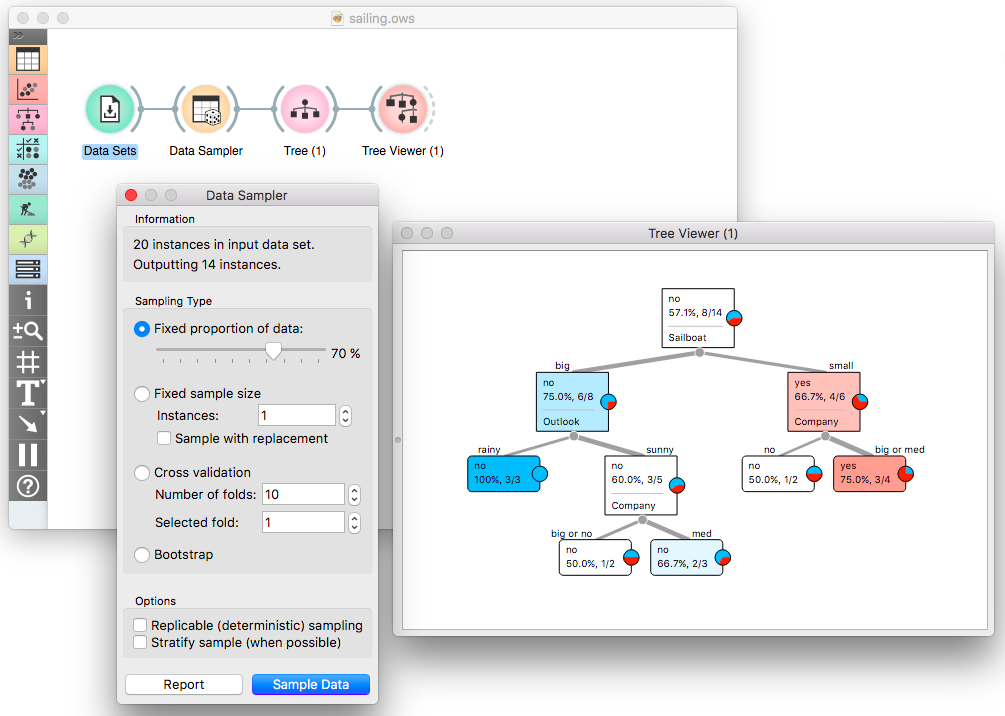 sailing.ows
Data Sets
Data Sampler
Tree (1)
Tree Viewer (1)
Data Sampler
Information
20 instances in input data set.
Outputting 14 instances.
Sampling Type
Fixed proportion of data:
70 %
Fixed sample size
Instances: 1
Sample with replacement
Cross validation
Number of folds: 10
Selected fold: 1
Bootstrap
Options
Replicable (deterministic) sampling
Stratify sample (when possible)
Report
Sample Data
Tree Viewer (1)
no
57.1%, 8/14
Sailboat
big
small
no
75.0%, 6/8
Outlook
yes
66.7%, 4/6
Company
rainy
sunny
no
big or med
no
100%, 3/3
no
60.0%, 3/5
Company
no
50.0%, 1/2
yes
75.0%, 3/4
big or no
med
no
50.0%, 1/2
no
66.7%, 2/3